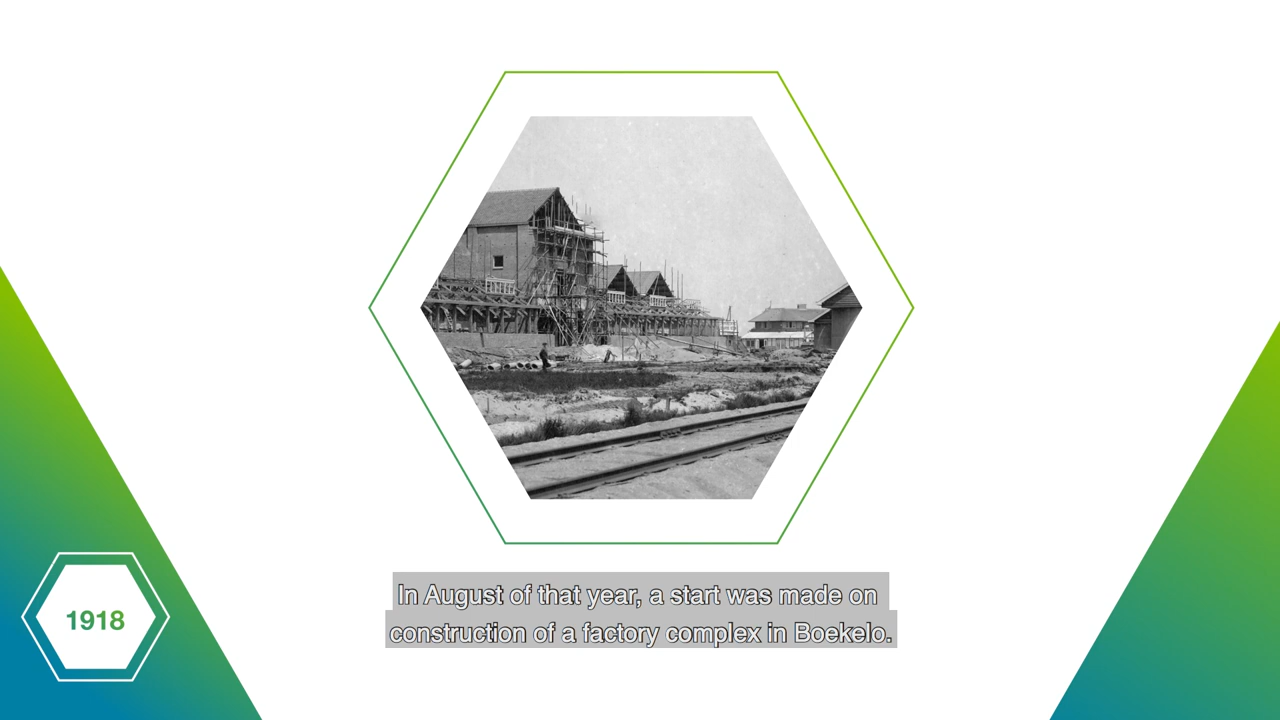 1918
In August of that year, a start was made on
construction of a factory complex in Boekelo.